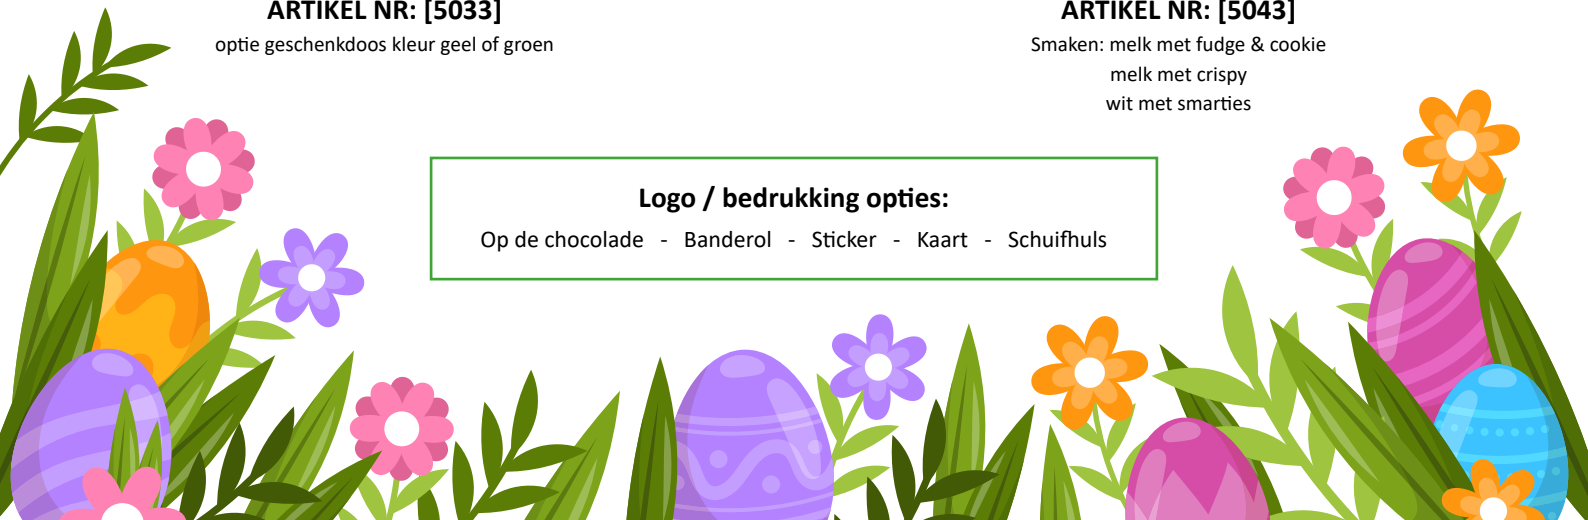 ARTIKEL NR: [5033]
optie geschenkdoos kleur geel of groen
ARTIKEL NR: [5043]
Smaken: melk met fudge & cookie
melk met crispy
wit met smarties
Logo / bedrukking opties:
Op de chocolade - Banderol - Sticker - Kaart - Schuifhuls